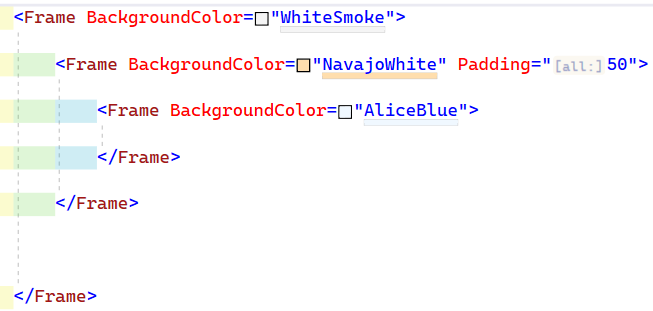 <Frame BackgroundColor="WhiteSmoke">
<Frame BackgroundColor="NavajoWhite" Padding="[all:]50">
<Frame BackgroundColor="AliceBlue">
</Frame>
</Frame>
</Frame>